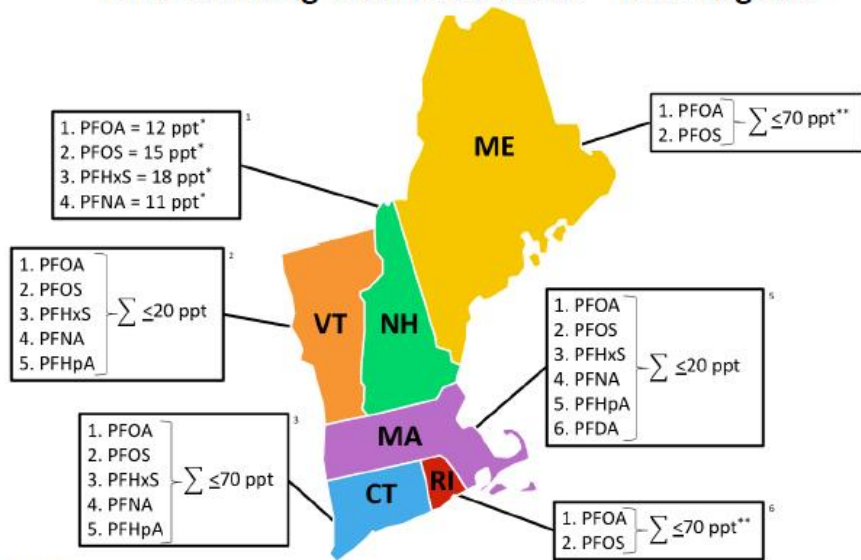 1. PFOA = 12 ppt* 1
2. PFOS = 15 ppt*
3. PFHxS = 18 ppt*
4. PFNA = 11 ppt*
1. PFOA
2. PFOS
∑ ≤70 ppt**
ME
1. PFOA 2
2. PFOS
3. PFHxS
4. PFNA
5. PFHpA
∑ ≤20 ppt
VT
NH
1. PFOA 5
2. PFOS
3. PFHxS
4. PFNA
5. PFHpA
6. PFDA
∑ ≤20 ppt
1. PFOA 3
2. PFOS
3. PFHxS
4. PFNA
5. PFHpA
∑ ≤70 ppt
MA
CT
RI
1. PFOA 6
2. PFOS
∑ ≤70 ppt**